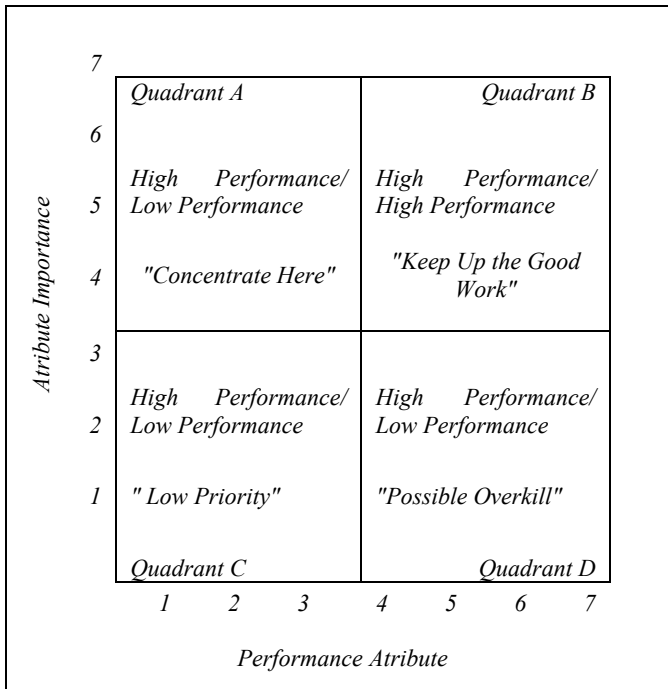 7
Quadrant A
Quadrant B
6
High Performance/
Low Performance
High Performance/
High Performance
5
"Concentrate Here"
"Keep Up the Good
Work"
4
Atribute Importance
3
High Performance/
Low Performance
High Performance/
Low Performance
2
1
" Low Priority"
"Possible Overkill"
Quadrant C
Quadrant D
1 2 3 4 5 6 7
Performance Atribute